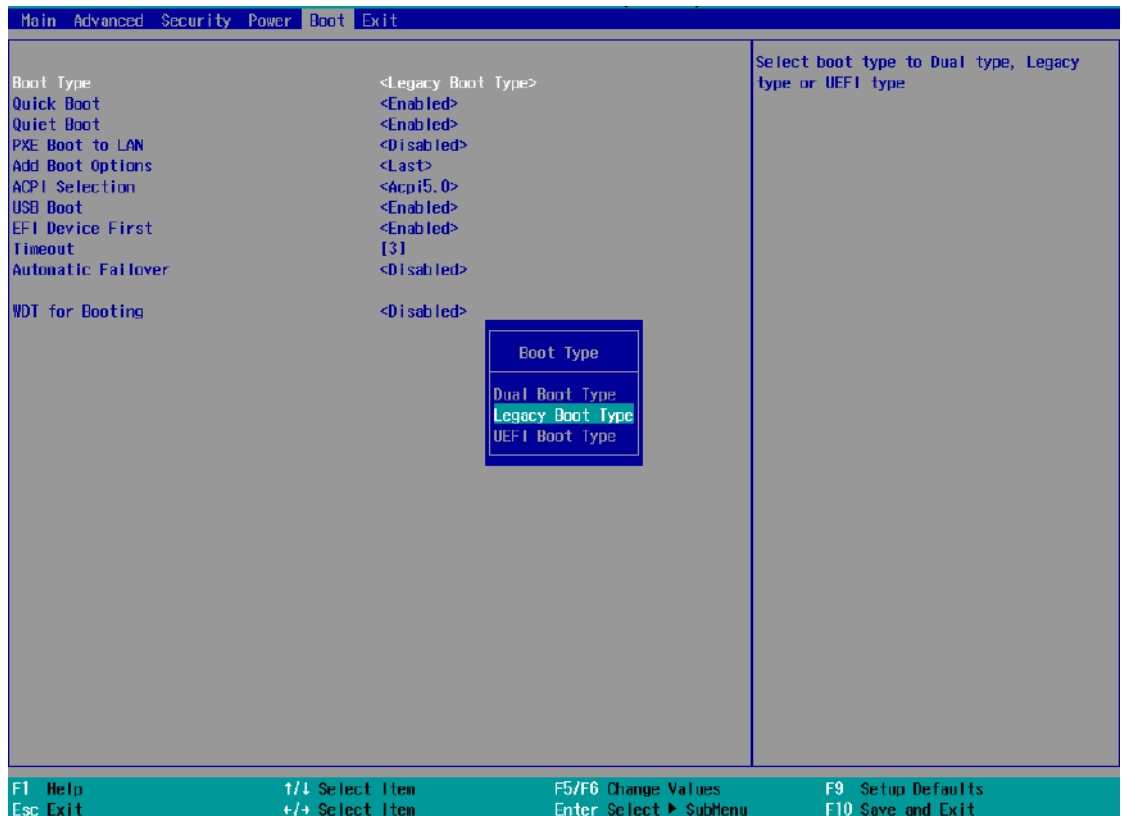 Main Advanced Security Power Boot Exit
Boot Type <Legacy Boot Type>
Quick Boot <Enabled>
Quiet Boot <Enabled>
PXE Boot to LAN <Disabled>
Add Boot Options <Last>
ACPI Selection <Acpi5.0>
USB Boot <Enabled>
EFI Device First <Enabled>
Timeout [3]
Automatic Failover <Disabled>
WDT for Booting <Disabled>
Boot Type
Dual Boot Type
Legacy Boot Type
UEFI Boot Type
Select boot type to Dual type, Legacy
type or UEFI type
F1 Help ↑/↓ Select Item F5/F6 Change Values F9 Setup Defaults
Esc Exit ←/→ Select Item Enter Select ▶ SubMenu F10 Save and Exit